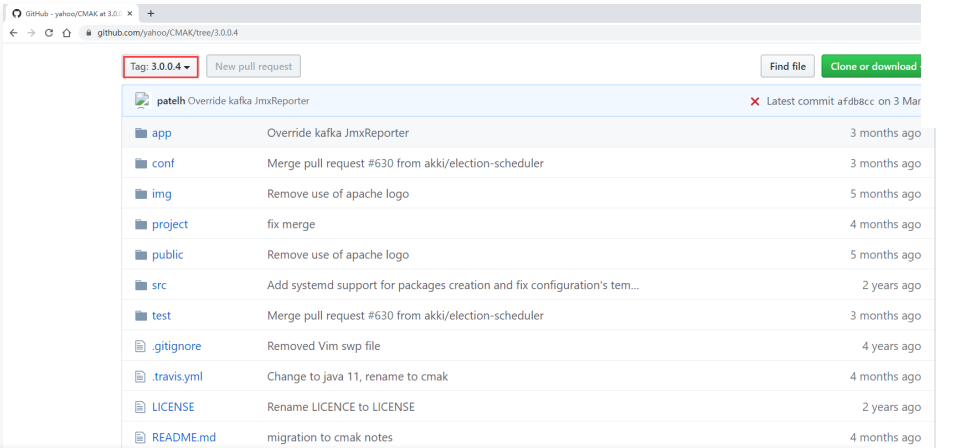 GitHub - yahoo/CMAK at 3.0.0
github.com/yahoo/CMAK/tree/3.0.0.4
Tag: 3.0.0.4 New pull request Find file Clone or download
patelh Override kafka JmxReporter Latest commit afdb8cc on 3 Mar
app Override kafka JmxReporter 3 months ago
conf Merge pull request #630 from akki/election-scheduler 3 months ago
img Remove use of apache logo 5 months ago
project fix merge 4 months ago
public Remove use of apache logo 5 months ago
src Add systemd support for packages creation and fix configuration's tem... 2 years ago
test Merge pull request #630 from akki/election-scheduler 3 months ago
.gitignore Removed Vim swp file 4 years ago
.travis.yml Change to java 11, rename to cmak 4 months ago
LICENSE Rename LICENCE to LICENSE 2 years ago
README.md migration to cmak notes 4 months ago